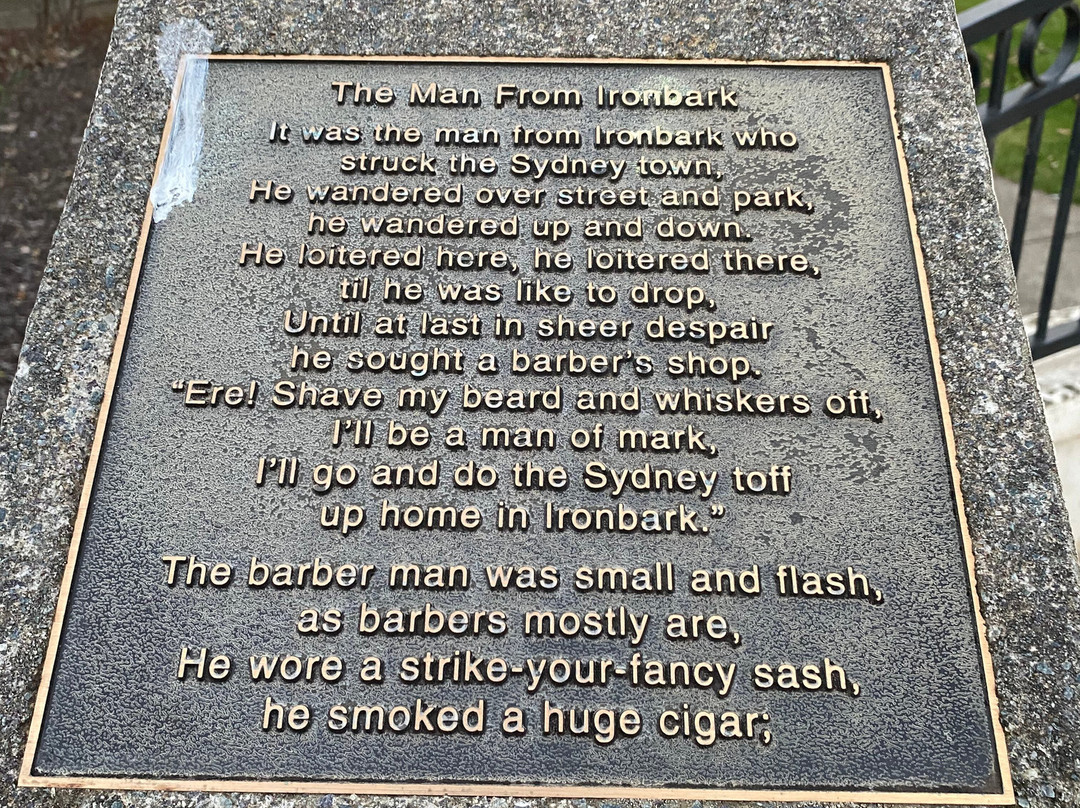 The Man From Ironbark
It was the man from Ironbark who
struck the Sydney town,
He wandered over street and park,
he wandered up and down.
He loitered here, he loitered there,
til he was like to drop,
Until at last in sheer despair
he sought a barber's shop.
“Ere! Shave my beard and whiskers off,
I'll be a man of mark,
I'll go and do the Sydney toff
up home in Ironbark.”
The barber man was small and flash,
as barbers mostly are,
He wore a strike-your-fancy sash,
he smoked a huge cigar;